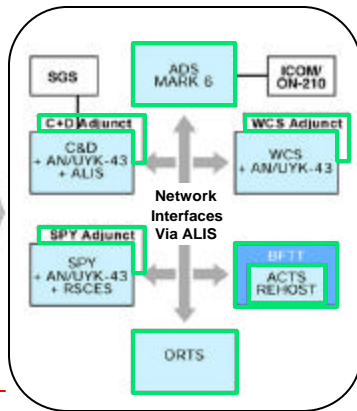 SGS
ADS
MARK 6
ICOM/
ON-210
C+D Adjunct
WCS Adjunct
C&D
+ AN/UYK-43
+ ALIS
WCS
+ AN/UYK-43
Network
Interfaces
Via ALIS
SPY Adjunct
SPY
+ AN/UYK-43
+ RSCES
BFTT
ACTS
REHOST
ORTS